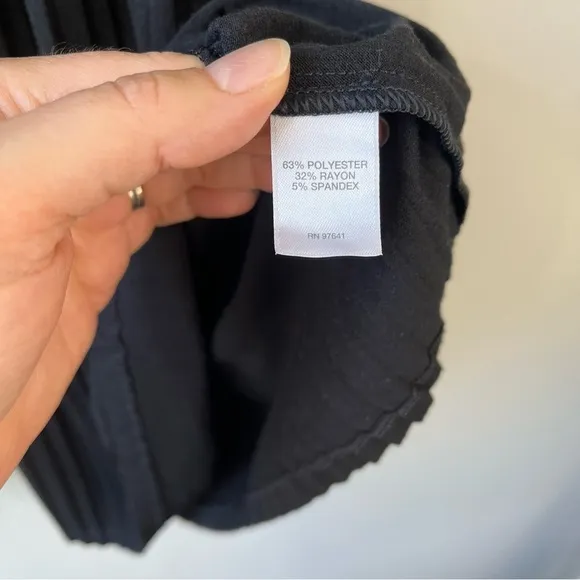 63% POLYESTER
32% RAYON
5% SPANDEX
RN 97641